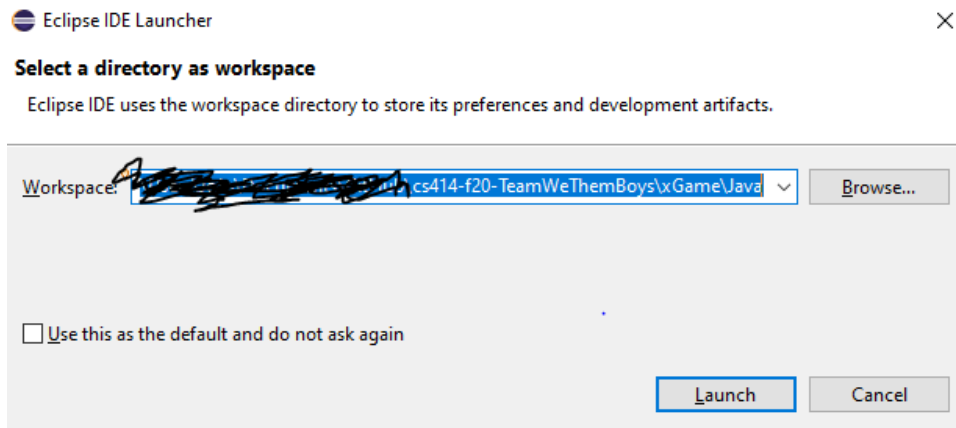 Eclipse IDE Launcher
Select a directory as workspace
Eclipse IDE uses the workspace directory to store its preferences and development artifacts.
Workspace: cs414-f20-TeamWeThemBoys\xGame\Java Browse...
Use this as the default and do not ask again
Launch Cancel